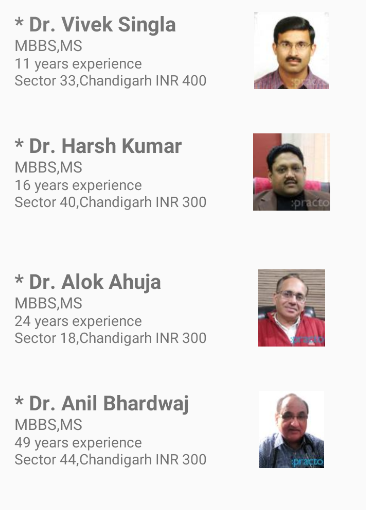 * Dr. Vivek Singla
MBBS,MS
11 years experience
Sector 33,Chandigarh INR 400
:practo
* Dr. Harsh Kumar
MBBS,MS
16 years experience
Sector 40,Chandigarh INR 300
:practo
* Dr. Alok Ahuja
MBBS,MS
24 years experience
Sector 18,Chandigarh INR 300
:practo
* Dr. Anil Bhardwaj
MBBS,MS
49 years experience
Sector 44,Chandigarh INR 300
:practo